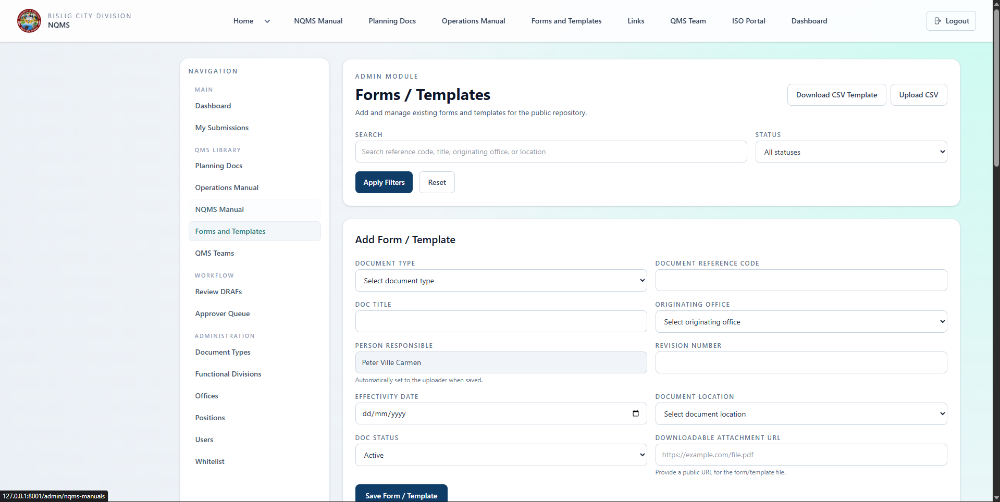 BISLIG CITY DIVISION
NQMS
Home
NQMS Manual
Planning Docs
Operations Manual
Forms and Templates
Links
QMS Team
ISO Portal
Dashboard
Logout
NAVIGATION
MAIN
Dashboard
My Submissions
QMS LIBRARY
Planning Docs
Operations Manual
NQMS Manual
Forms and Templates
QMS Teams
WORKFLOW
Review DRAFs
Approver Queue
ADMINISTRATION
Document Types
Functional Divisions
Offices
Positions
Users
Whitelist
ADMIN MODULE
Forms / Templates
Add and manage existing forms and templates for the public repository.
Download CSV Template
Upload CSV
SEARCH
Search reference code, title, originating office, or location
STATUS
All statuses
Apply Filters
Reset
Add Form / Template
DOCUMENT TYPE
Select document type
DOCUMENT REFERENCE CODE
DOC TITLE
ORIGINATING OFFICE
Select originating office
PERSON RESPONSIBLE
Peter Ville Carmen
Automatically set to the uploader when saved.
REVISION NUMBER
EFFECTIVITY DATE
dd/mm/yyyy
DOCUMENT LOCATION
Select document location
DOC STATUS
Active
DOWNLOADABLE ATTACHMENT URL
https://example.com/file.pdf
Provide a public URL for the form/template file.
Save Form / Template
127.0.0.1:8001/admin/nqms-manuals